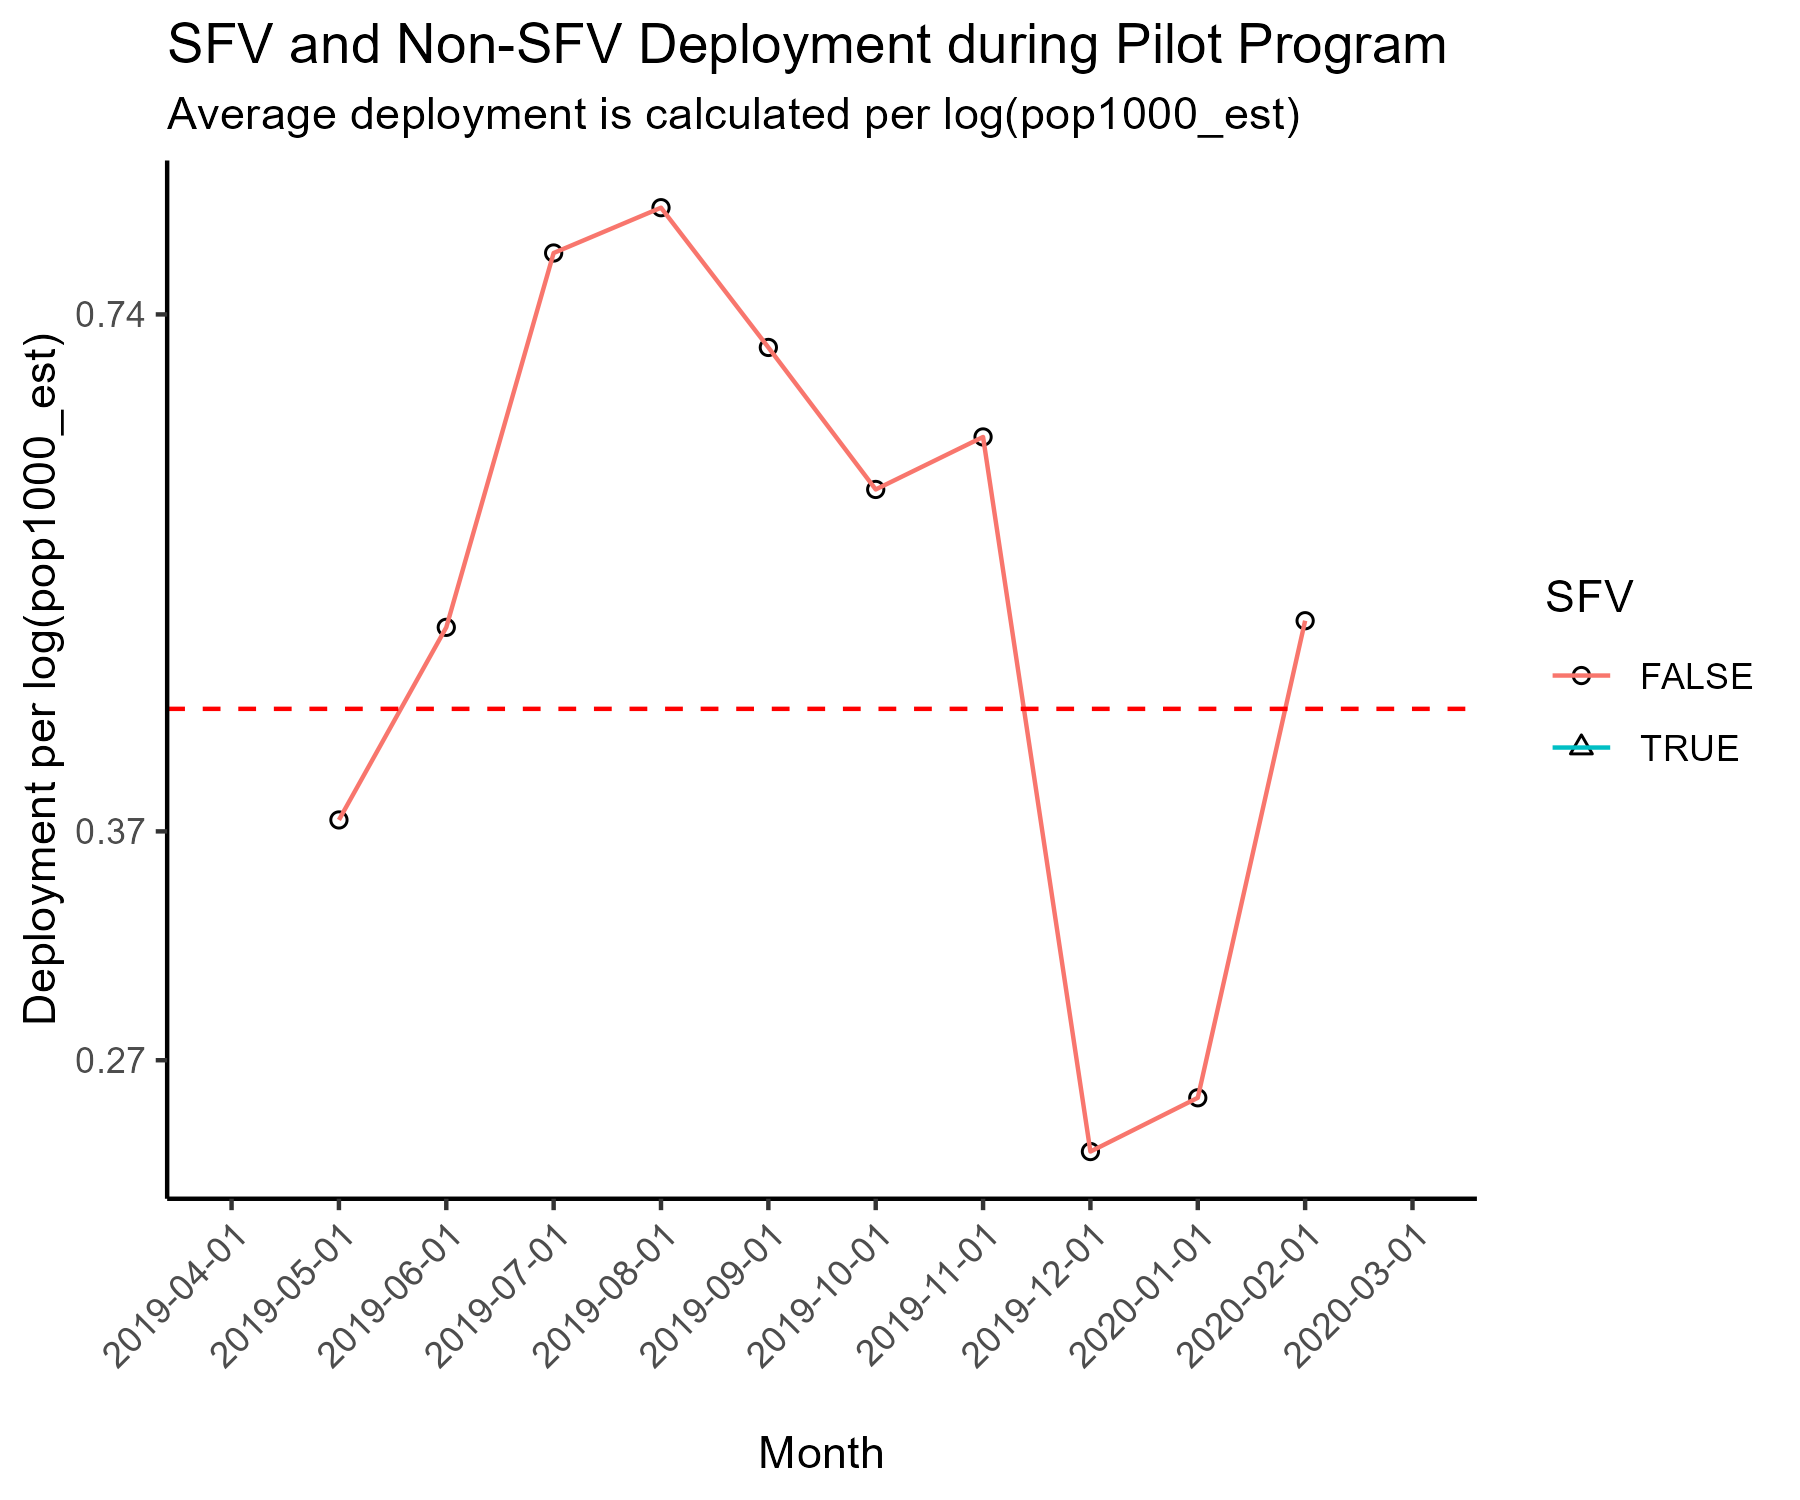 SFV and Non-SFV Deployment during Pilot Program
Average deployment is calculated per log(pop1000_est)
Deployment per log(pop1000_est)
0.74
0.37
0.27
2019-04-01
2019-05-01
2019-06-01
2019-07-01
2019-08-01
2019-09-01
2019-10-01
2019-11-01
2019-12-01
2020-01-01
2020-02-01
2020-03-01
Month
SFV
FALSE
TRUE